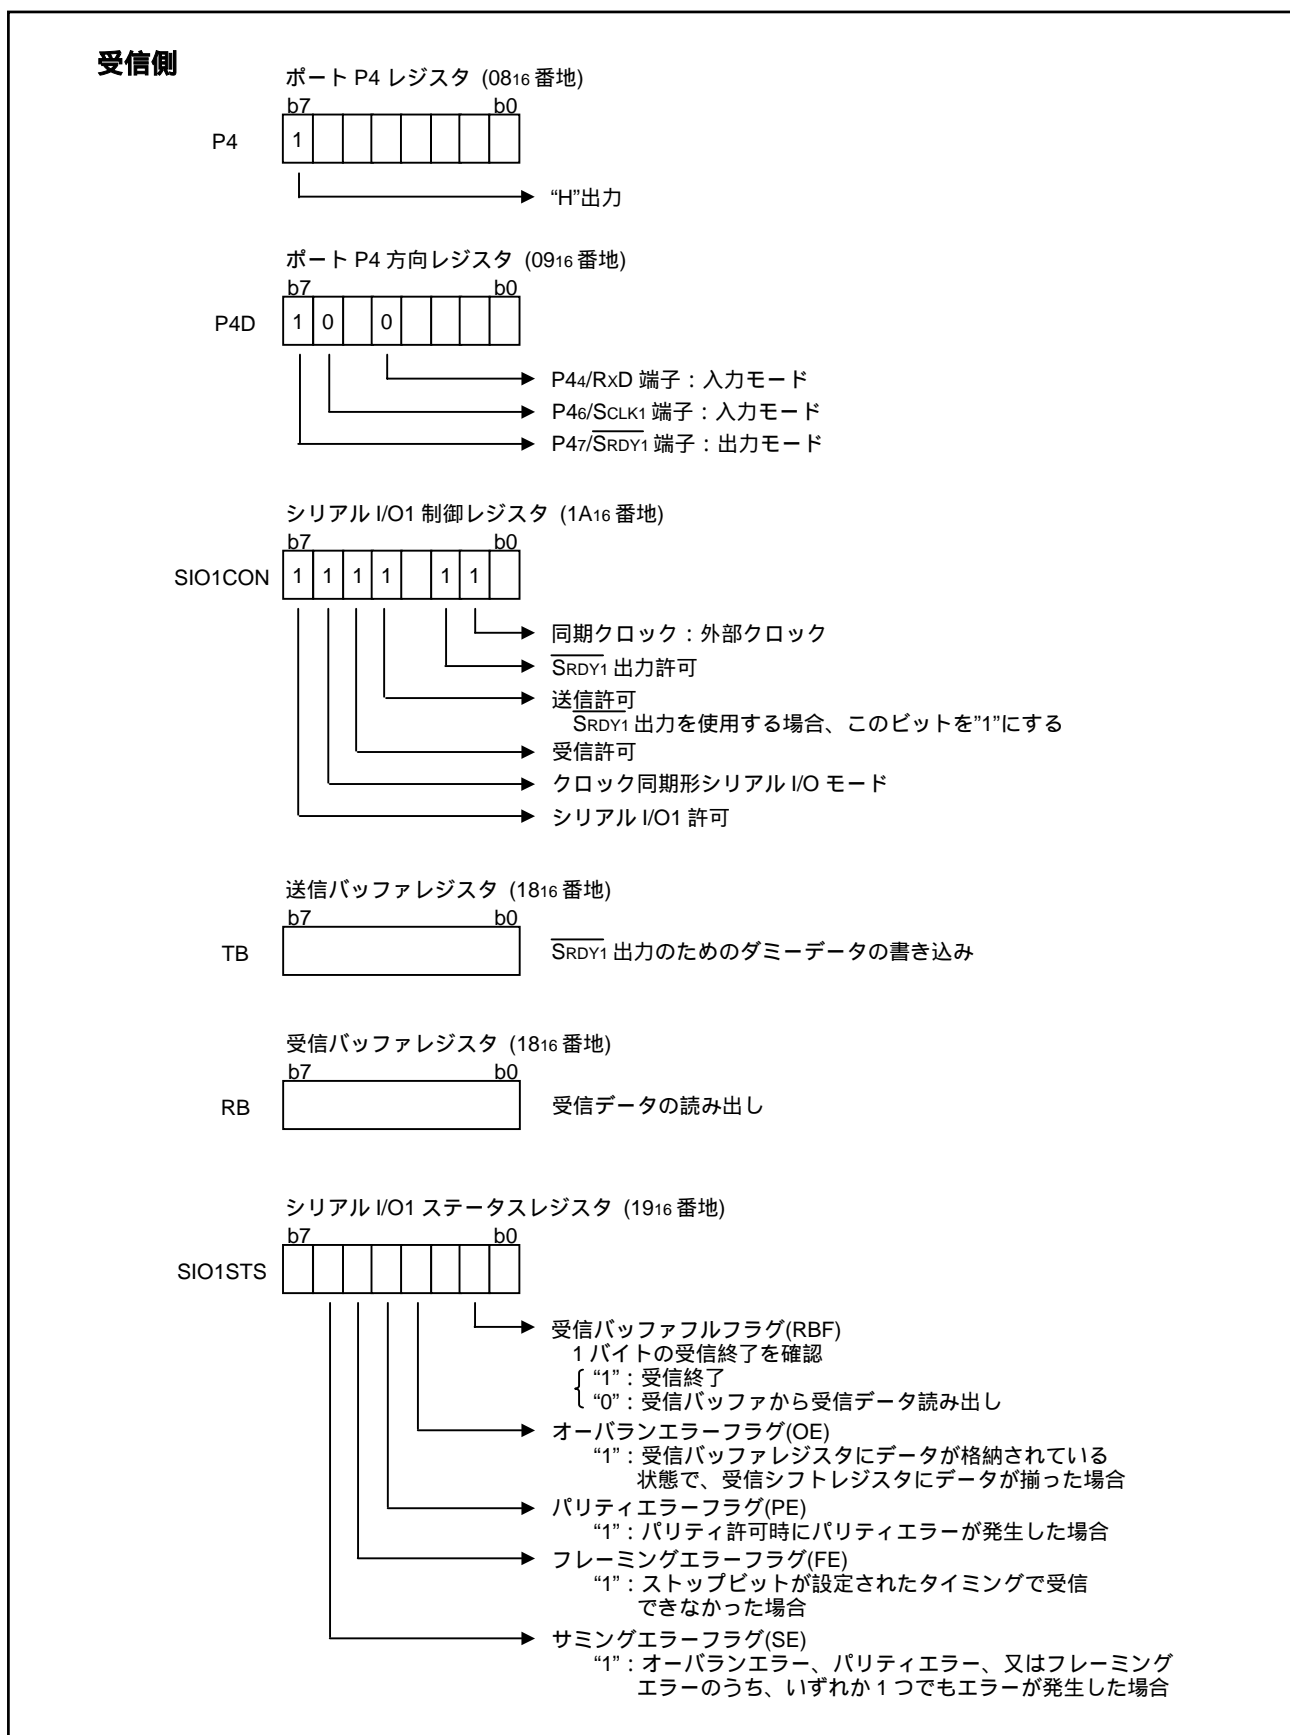 受信側
ポート P4 レジスタ (0816 番地)
b7 b0
P4 1
“H”出力
ポート P4 方向レジスタ (0916 番地)
b7 b0
P4D 1 0 0
P44/RxD 端子：入力モード
P46/SCLK1 端子：入力モード
P47/SRDY1 端子：出力モード
シリアル I/O1 制御レジスタ (1A16 番地)
b7 b0
SIO1CON 1 1 1 1 1 1
同期クロック：外部クロック
SRDY1 出力許可
送信許可
SRDY1 出力を使用する場合、このビットを”1”にする
受信許可
クロック同期形シリアル I/O モード
シリアル I/O1 許可
送信バッファレジスタ (1816 番地)
b7 b0
TB SRDY1 出力のためのダミーデータの書き込み
受信バッファレジスタ (1816 番地)
b7 b0
RB 受信データの読み出し
シリアル I/O1 ステータスレジスタ (1916 番地)
b7 b0
SIO1STS
受信バッファフルフラグ(RBF)
1 バイトの受信終了を確認
“1”：受信終了
“0”：受信バッファから受信データ読み出し
オーバランエラーフラグ(OE)
“1”：受信バッファレジスタにデータが格納されている
状態で、受信シフトレジスタにデータが揃った場合
パリティエラーフラグ(PE)
“1”：パリティ許可時にパリティエラーが発生した場合
フレーミングエラーフラグ(FE)
“1”：ストップビットが設定されたタイミングで受信
できなかった場合
サミングエラーフラグ(SE)
“1”：オーバランエラー、パリティエラー、又はフレーミング
エラーのうち、いずれか 1 つでもエラーが発生した場合